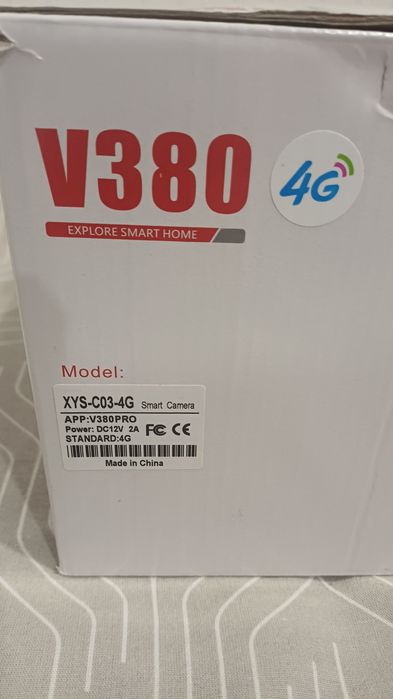 V380
4G
EXPLORE SMART HOME
Model:
XYS-C03-4G Smart Camera
APP:V380PRO
Power: DC12V 2A FC CE
STANDARD:4G
Made in China